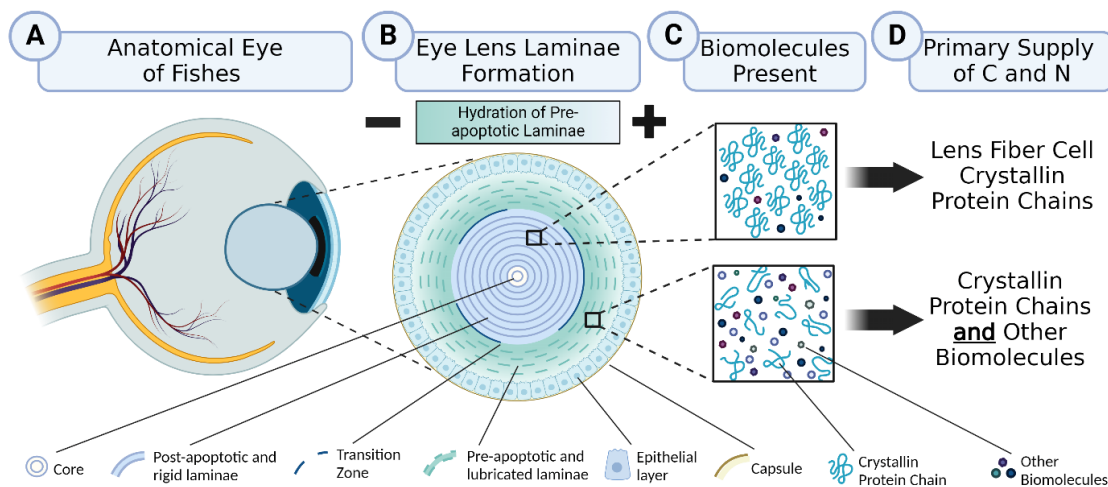 A
Anatomical Eye
of Fishes
B
Eye Lens Laminae
Formation
C
Biomolecules
Present
D
Primary Supply
of C and N
Hydration of Pre-
apoptotic Laminae
Lens Fiber Cell
Crystallin
Protein Chains
Crystallin
Protein Chains
and Other
Biomolecules
Core
Post-apoptotic and
rigid laminae
Transition
Zone
Pre-apoptotic and
lubricated laminae
Epithelial
layer
Capsule
Crystallin
Protein Chain
Other
Biomolecules